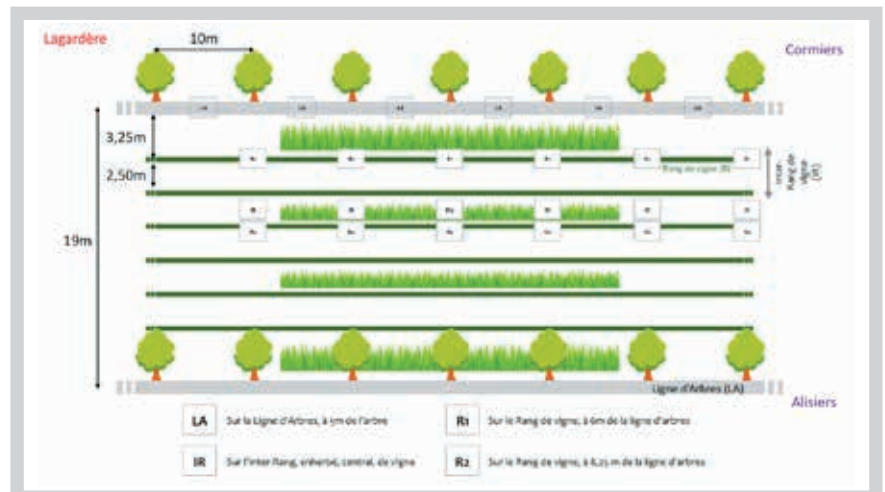 Lagardère
10m
Cormiers
3,25m
2,50m
Rang de vigne (R)
Inter-
Rang de
vigne
(IR)
19m
Ligne d'Arbres (LA)
Alisiers
LA Sur la Ligne d'Arbres, à 5m de l'arbre
R1 Sur le Rang de vigne, à 6m de la ligne d'arbres
IR Sur l'Inter Rang, enherbé, central, de vigne
R2 Sur le Rang de vigne, à 8,25 m de la ligne d'arbres